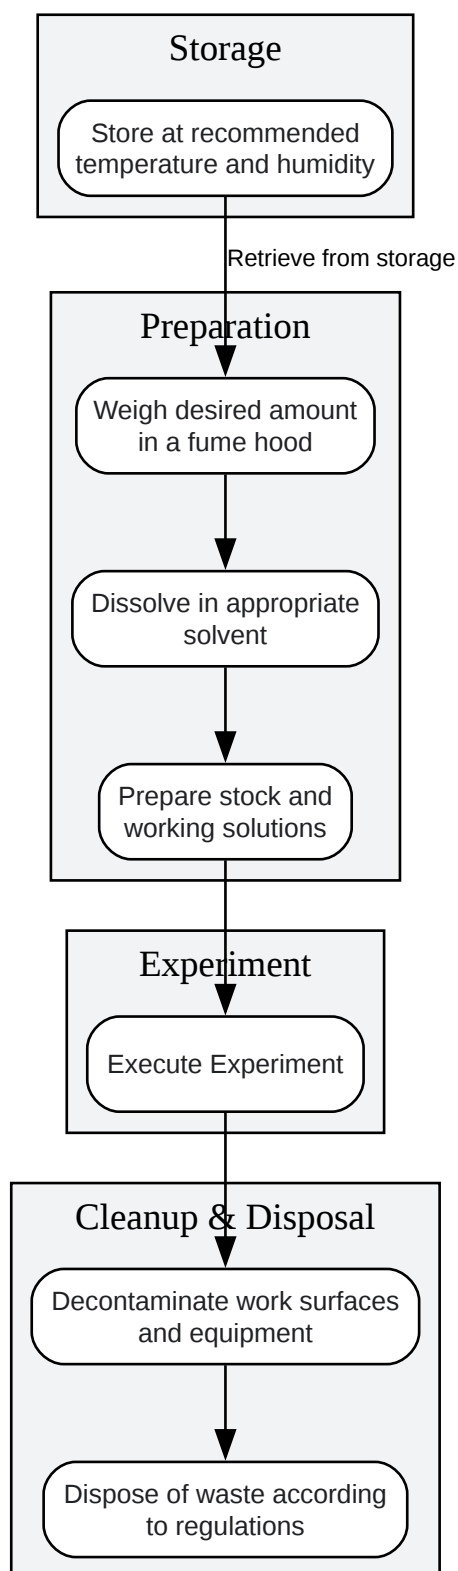 Storage
Store at recommended
temperature and humidity
Retrieve from storage
Preparation
Weigh desired amount
in a fume hood
Dissolve in appropriate
solvent
Prepare stock and
working solutions
Experiment
Execute Experiment
Cleanup & Disposal
Decontaminate work surfaces
and equipment
Dispose of waste according
to regulations